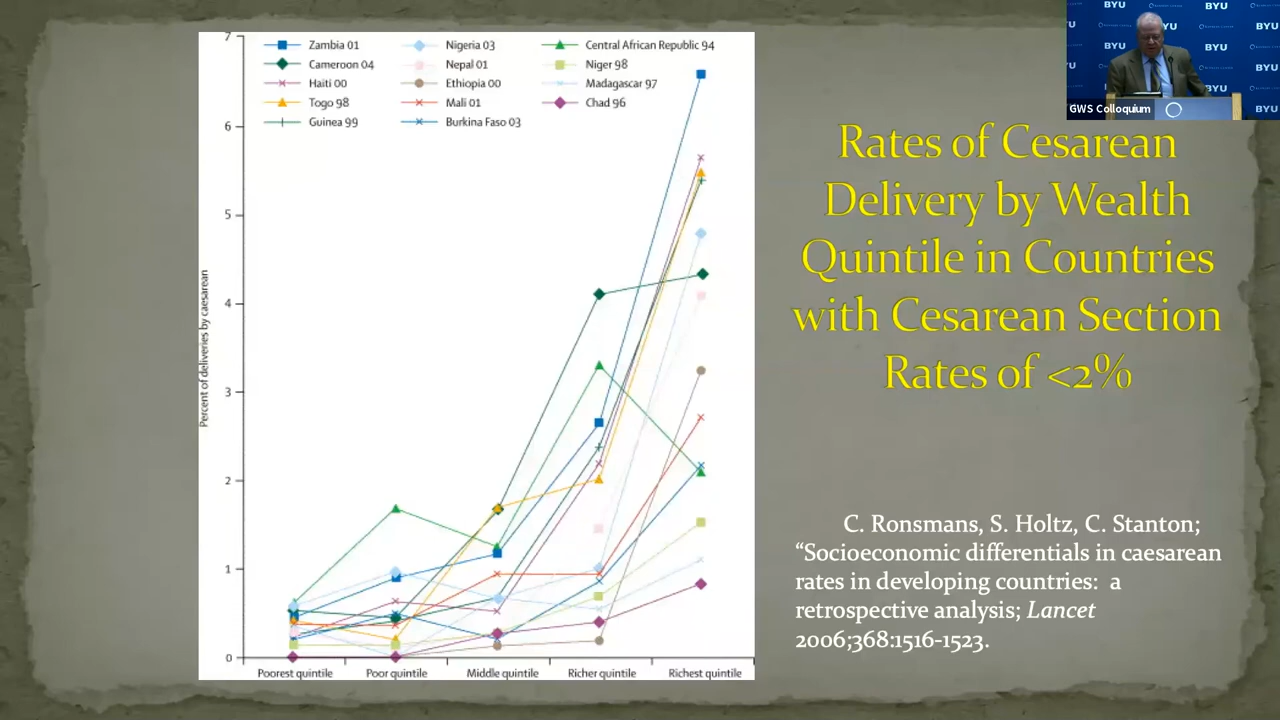 7
6
5
4
3
2
1
0
Percent of deliveries by caesarean
Zambia 01
Cameroon 04
Haiti 00
Togo 98
Guinea 99
Nigeria 03
Nepal 01
Ethiopia 00
Mali 01
Burkina Faso 03
Central African Republic 94
Niger 98
Madagascar 97
Chad 96
Poorest quintile
Poor quintile
Middle quintile
Richer quintile
Richest quintile
BYU
BYU
BYU
BYU
BYU
BYU
BYU
BYU
GWS Colloquium
Rates of Cesarean
Delivery by Wealth
Quintile in Countries
with Cesarean Section
Rates of <2%
C. Ronsmans, S. Holtz, C. Stanton;
“Socioeconomic differentials in caesarean
rates in developing countries: a
retrospective analysis; Lancet
2006;368:1516-1523.